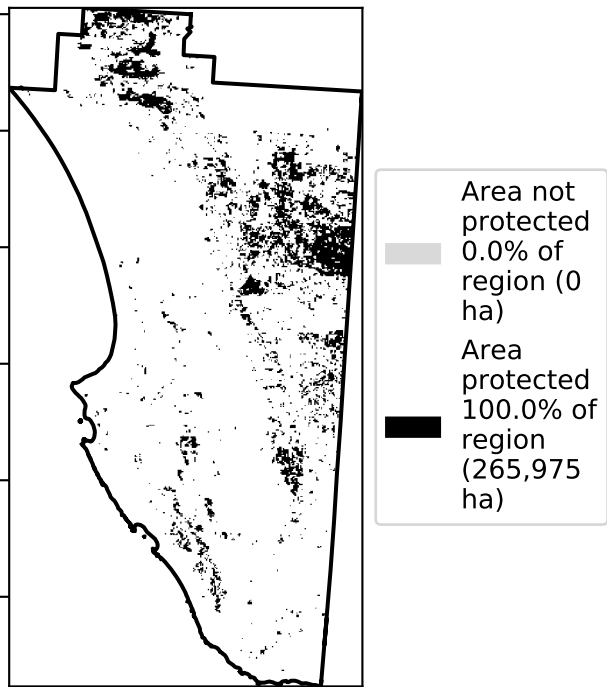 Area not
protected
0.0% of
region (0
ha)
Area
protected
100.0% of
region
(265,975
ha)